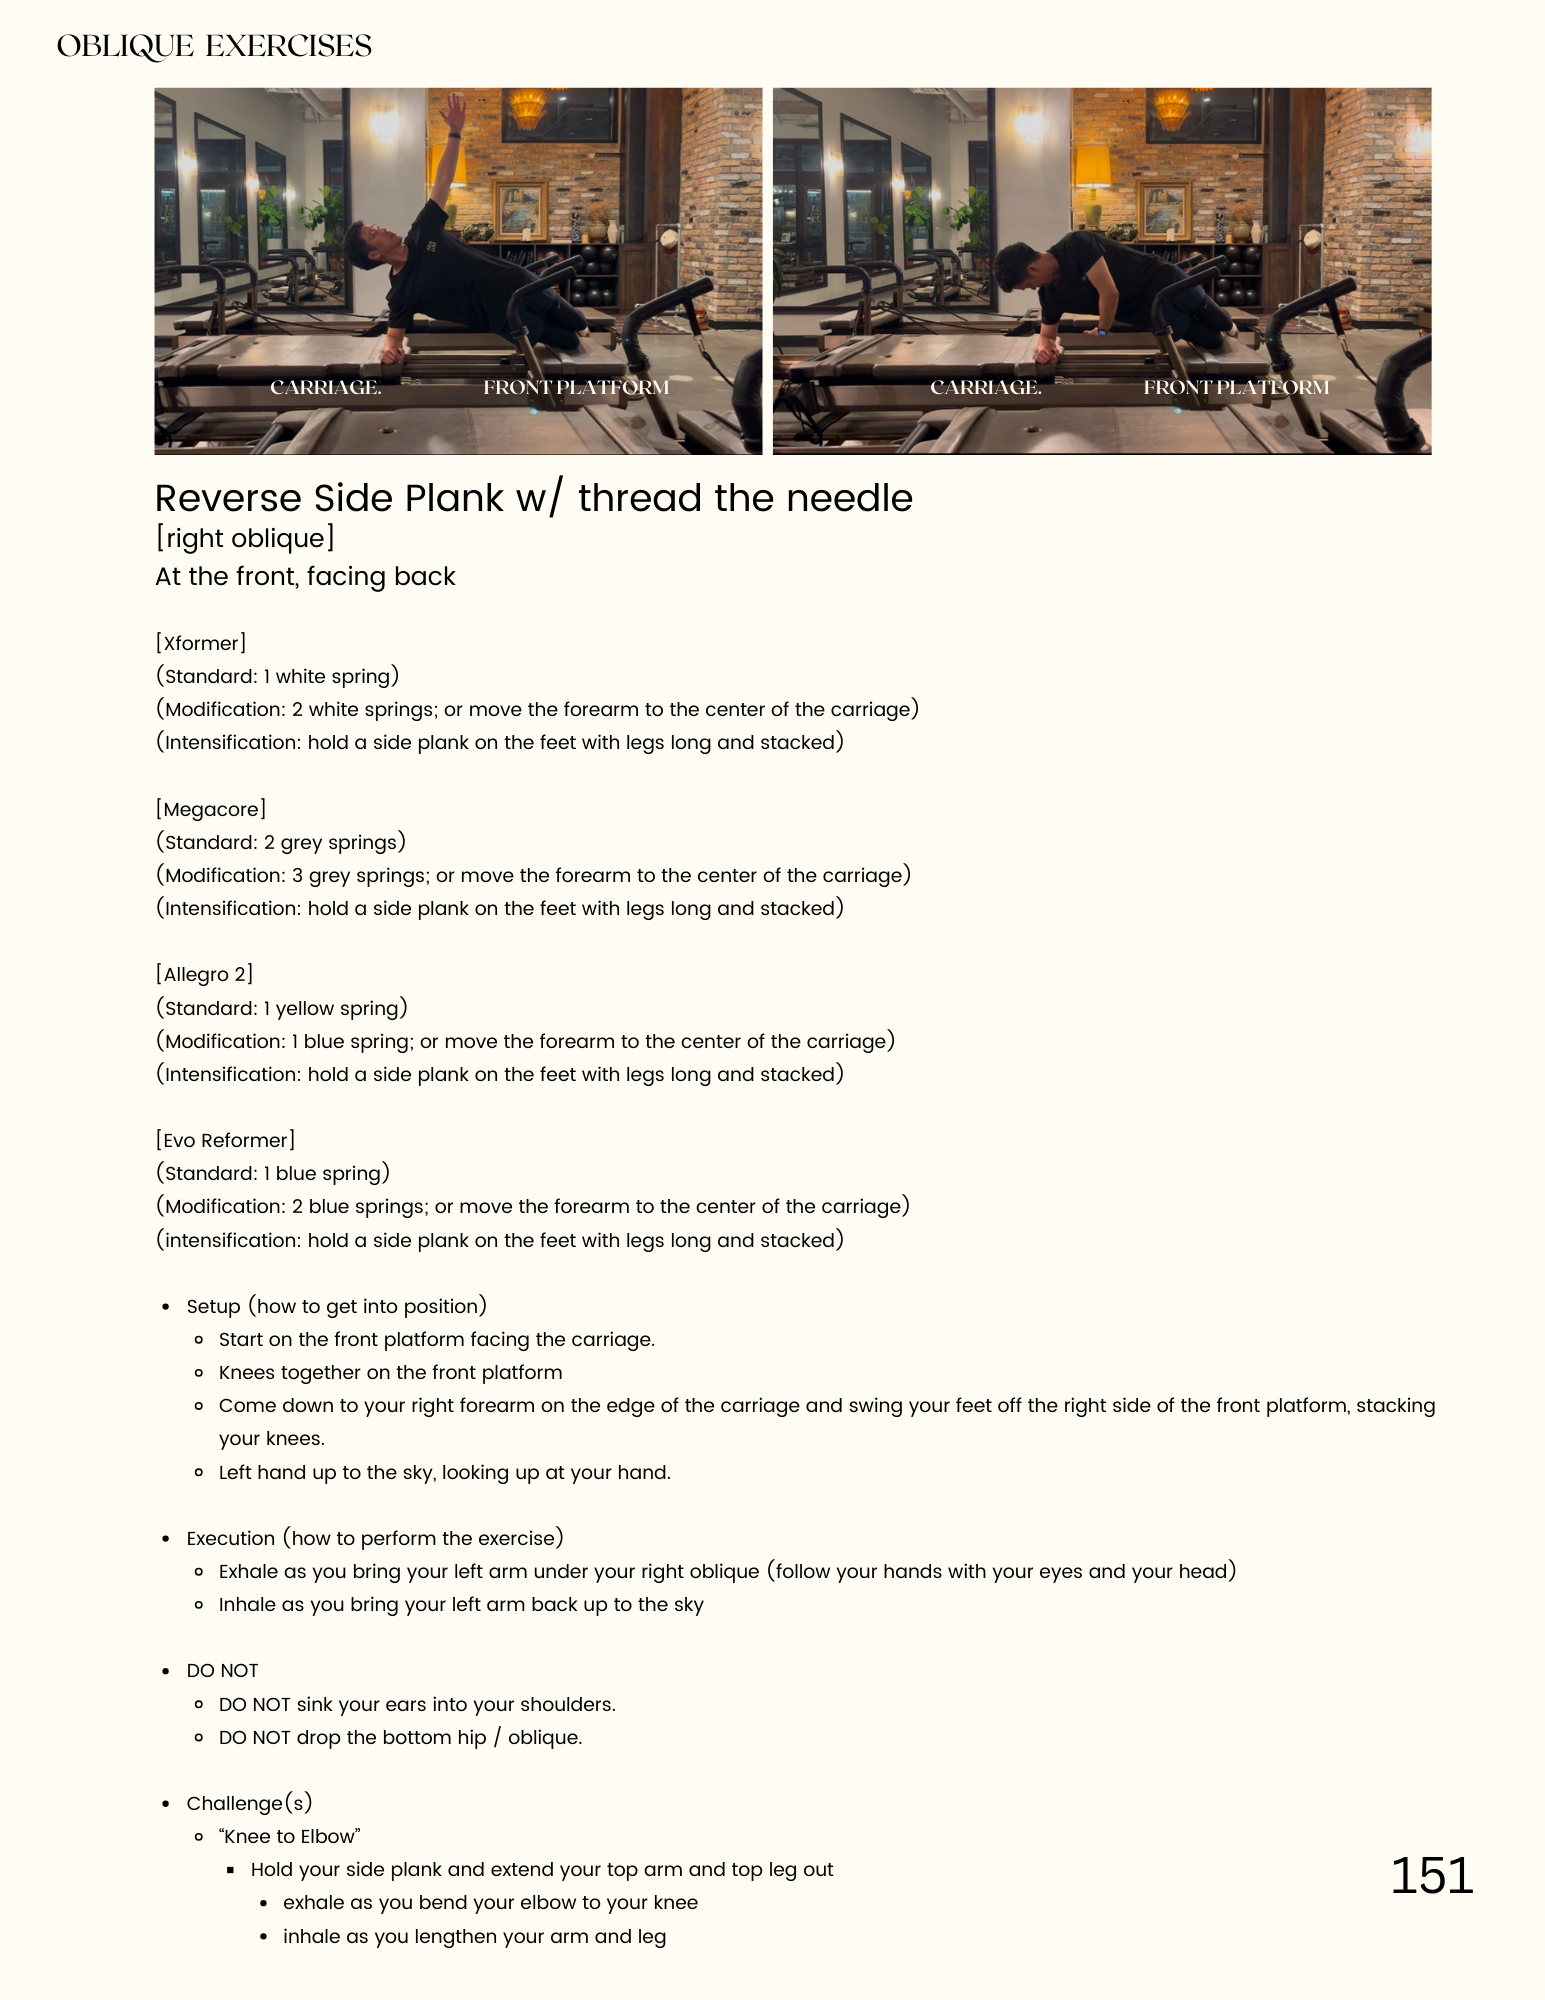 OBLIQUE EXERCISES
CARRIAGE.
FRONT PLATFORM
CARRIAGE.
FRONT PLATFORM
Reverse Side Plank w/ thread the needle
[right oblique]
At the front, facing back
[Xformer]
(Standard: 1 white spring)
(Modification: 2 white springs; or move the forearm to the center of the carriage)
(Intensification: hold a side plank on the feet with legs long and stacked)
[Megacore]
(Standard: 2 grey springs)
(Modification: 3 grey springs; or move the forearm to the center of the carriage)
(Intensification: hold a side plank on the feet with legs long and stacked)
[Allegro 2]
(Standard: 1 yellow spring)
(Modification: 1 blue spring; or move the forearm to the center of the carriage)
(Intensification: hold a side plank on the feet with legs long and stacked)
[Evo Reformer]
(Standard: 1 blue spring)
(Modification: 2 blue springs; or move the forearm to the center of the carriage)
(intensification: hold a side plank on the feet with legs long and stacked)
• Setup (how to get into position)
◦ Start on the front platform facing the carriage.
◦ Knees together on the front platform
◦ Come down to your right forearm on the edge of the carriage and swing your feet off the right side of the front platform, stacking
your knees.
◦ Left hand up to the sky, looking up at your hand.
• Execution (how to perform the exercise)
◦ Exhale as you bring your left arm under your right oblique (follow your hands with your eyes and your head)
◦ Inhale as you bring your left arm back up to the sky
• DO NOT
◦ DO NOT sink your ears into your shoulders.
◦ DO NOT drop the bottom hip / oblique.
• Challenge(s)
◦ “Knee to Elbow”
▪ Hold your side plank and extend your top arm and top leg out
• exhale as you bend your elbow to your knee
• inhale as you lengthen your arm and leg
151